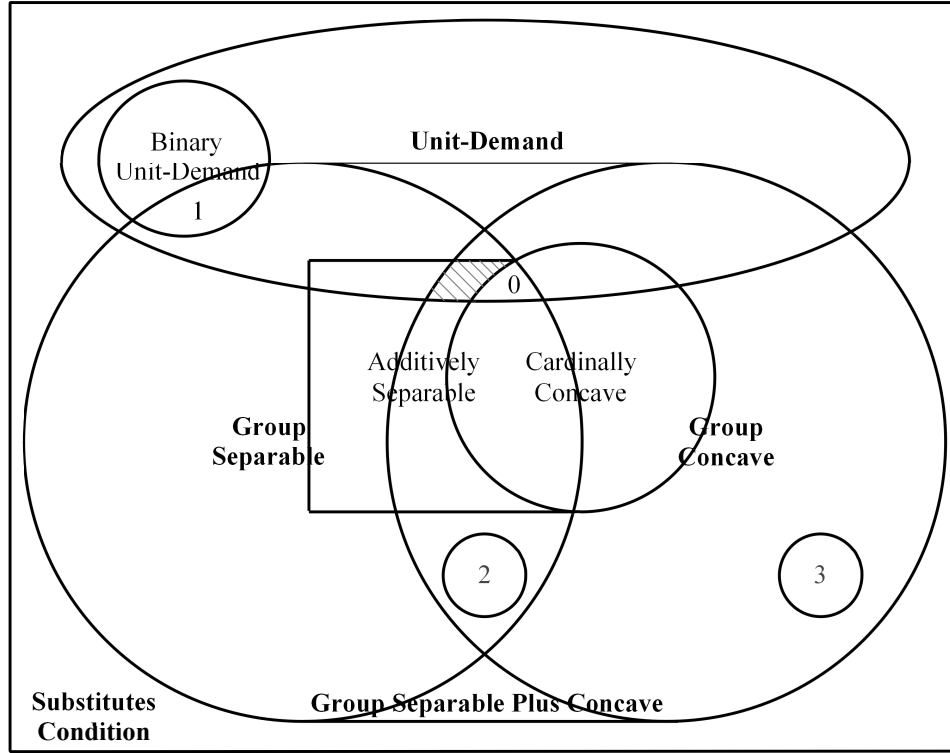 Binary
Unit-Demand
1
Unit-Demand
0
Additively
Separable
Cardinally
Concave
Group
Separable
Group
Concave
2
3
Substitutes
Condition
Group Separable Plus Concave